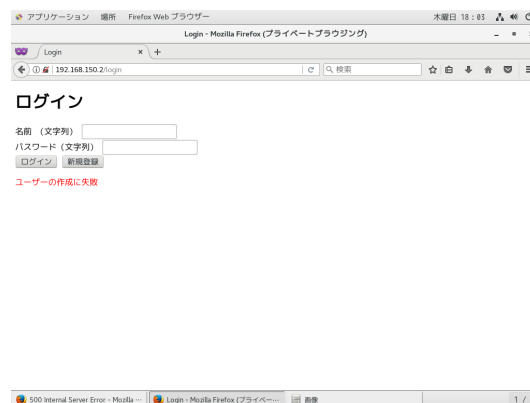 アプリケーション 場所 Firefox Web ブラウザー 木曜日 18:03
Login - Mozilla Firefox (プライベートブラウジング)
Login × +
192.168.150.2/login 検索
ログイン
名前 （文字列）
パスワード（文字列）
ログイン 新規登録
ユーザーの作成に失敗
500 Internal Server Error - Mozilla … Login - Mozilla Firefox (プライベー… 画像 1 /